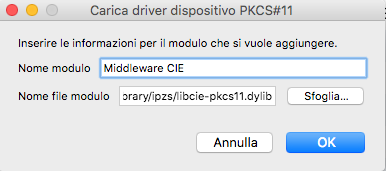 Carica driver dispositivo PKCS#11
Inserire le informazioni per il modulo che si vuole aggiungere.
Nome modulo Middleware CIE
Nome file modulo brary/ipzs/libcie-pkcs11.dylib Sfoglia...
Annulla OK